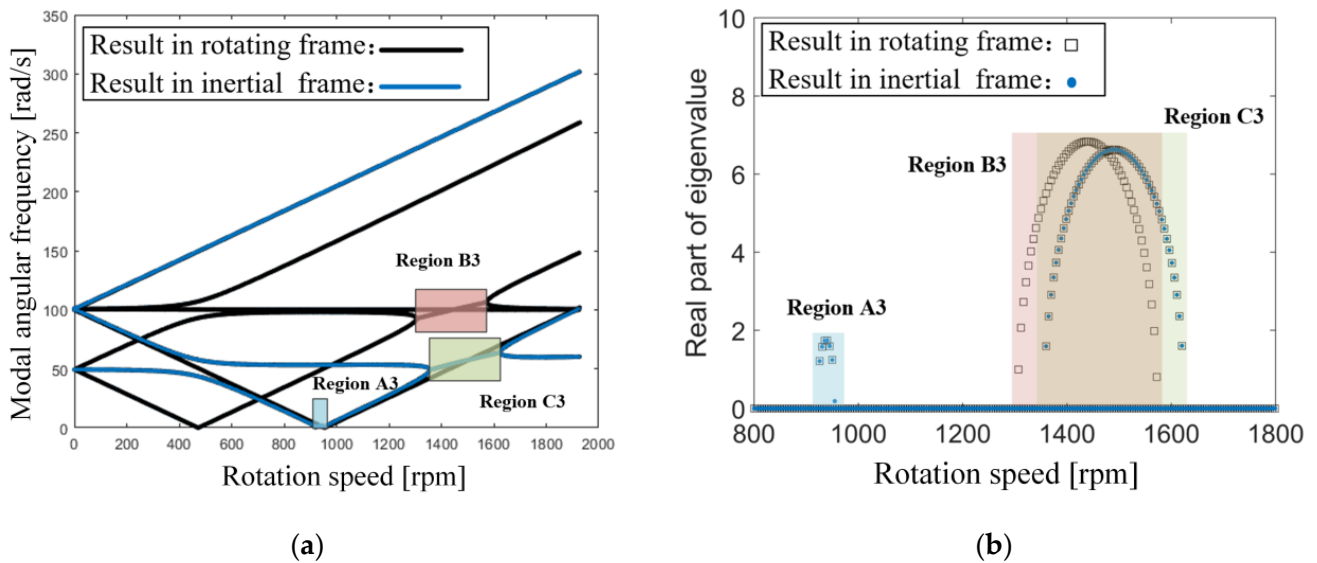 350
300
250
200
150
100
50
0
0 200 400 600 800 1000 1200 1400 1600 1800 2000
Modal angular frequency [rad/s]
Rotation speed [rpm]
Result in rotating frame:
Result in inertial frame:
Region B3
Region A3
Region C3
(a)
10
8
6
4
2
0
800 1000 1200 1400 1600 1800
Real part of eigenvalue
Rotation speed [rpm]
Result in rotating frame:
Result in inertial frame:
Region C3
Region B3
Region A3
(b)